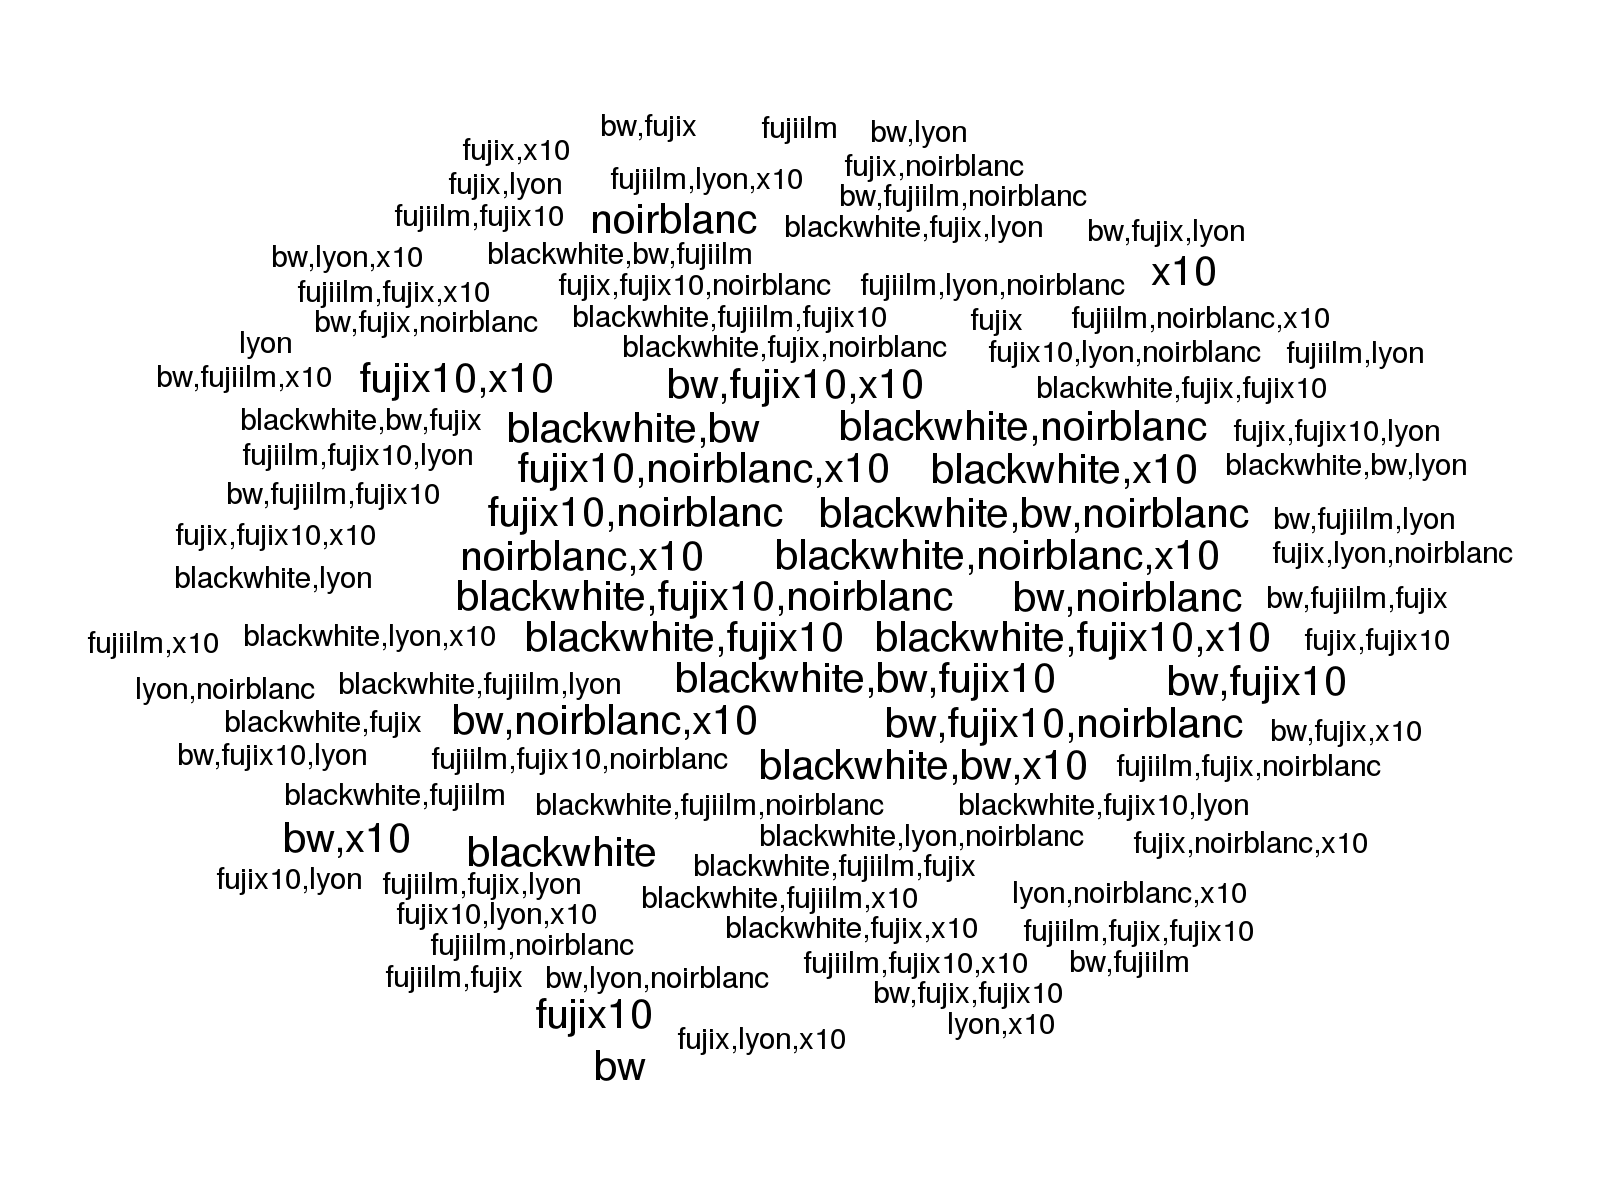 bw,fujix fujiilm bw,lyon
fujix,x10
fujix,noirblanc
fujix,lyon fujiilm,lyon,x10
bw,fujiilm,noirblanc
fujiilm,fujix10 noirblanc blackwhite,fujix,lyon bw,fujix,lyon
bw,lyon,x10 blackwhite,bw,fujiilm
x10
fujiilm,fujix,x10 fujix,fujix10,noirblanc fujiilm,lyon,noirblanc
bw,fujix,noirblanc blackwhite,fujiilm,fujix10 fujix fujiilm,noirblanc,x10
lyon blackwhite,fujix,noirblanc fujix10,lyon,noirblanc fujiilm,lyon
bw,fujiilm,x10 fujix10,x10 bw,fujix10,x10 blackwhite,fujix,fujix10
blackwhite,bw,fujix blackwhite,bw blackwhite,noirblanc fujix,fujix10,lyon
fujiilm,fujix10,lyon fujix10,noirblanc,x10 blackwhite,x10 blackwhite,bw,lyon
bw,fujiilm,fujix10
fujix10,noirblanc blackwhite,bw,noirblanc bw,fujiilm,lyon
fujix,fujix10,x10
noirblanc,x10 blackwhite,noirblanc,x10 fujix,lyon,noirblanc
blackwhite,lyon
blackwhite,fujix10,noirblanc bw,noirblanc bw,fujiilm,fujix
fujiilm,x10 blackwhite,lyon,x10 blackwhite,fujix10 blackwhite,fujix10,x10 fujix,fujix10
lyon,noirblanc blackwhite,fujiilm,lyon blackwhite,bw,fujix10 bw,fujix10
blackwhite,fujix bw,noirblanc,x10 bw,fujix10,noirblanc bw,fujix,x10
bw,fujix10,lyon fujiilm,fujix10,noirblanc blackwhite,bw,x10 fujiilm,fujix,noirblanc
blackwhite,fujiilm blackwhite,fujiilm,noirblanc blackwhite,fujix10,lyon
bw,x10 blackwhite blackwhite,lyon,noirblanc fujix,noirblanc,x10
blackwhite,fujiilm,fujix
fujix10,lyon fujiilm,fujix,lyon blackwhite,fujiilm,x10 lyon,noirblanc,x10
fujix10,lyon,x10 blackwhite,fujix,x10 fujiilm,fujix,fujix10
fujiilm,noirblanc
fujiilm,fujix bw,lyon,noirblanc fujiilm,fujix10,x10 bw,fujiilm
bw,fujix,fujix10
fujix10 lyon,x10
fujix,lyon,x10
bw